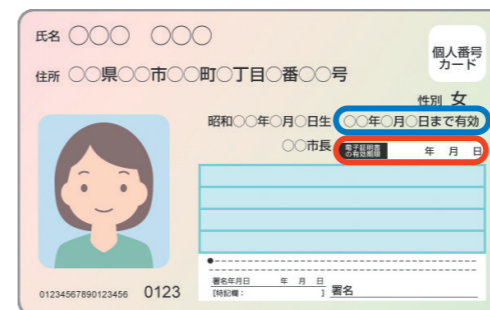 氏名 ○○○ ○○○
個人番号
カード
住所 ○○県○○市○○町○丁目○番○○号
性別 女
昭和○○年○月○日生 ○○年○月○日まで有効
○○市長 電子証明書の有効期限 年 月 日
署名年月日 年 月 日
[特記欄: ] 署名
01234567890123456 0123